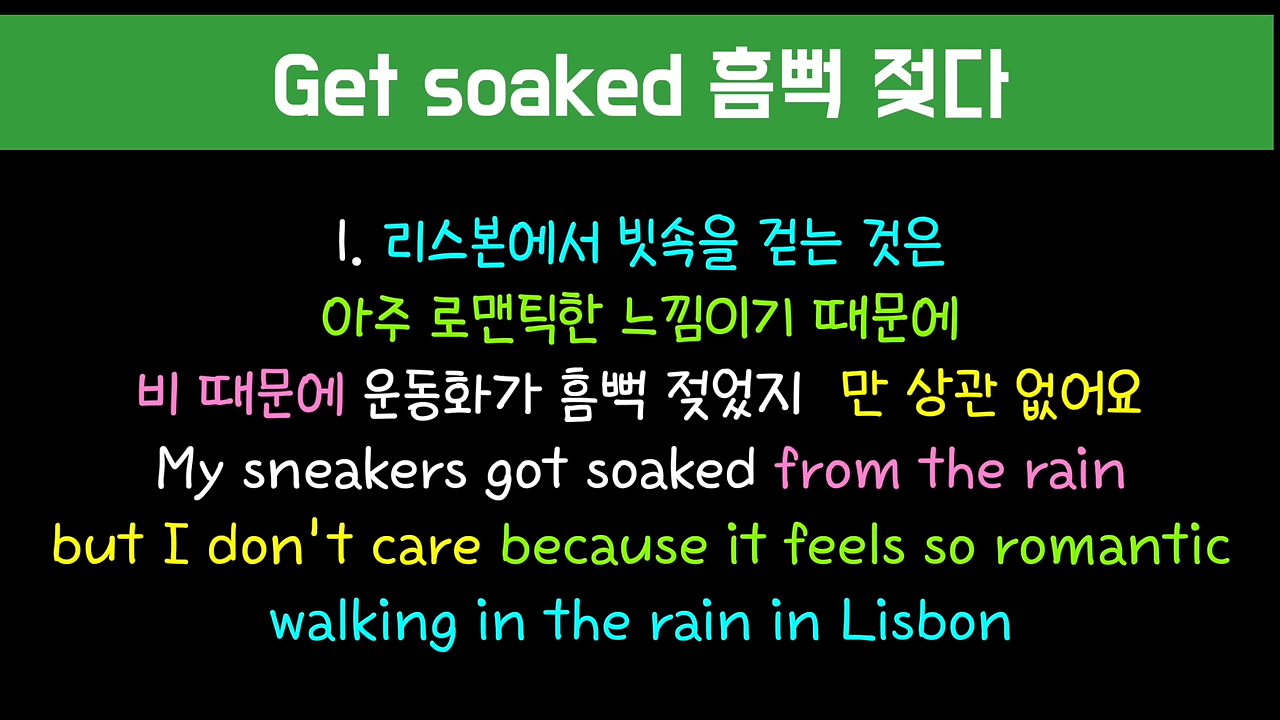 Get soaked 흠뻑 젖다
1. 리스본에서 빗속을 걷는 것은
아주 로맨틱한 느낌이기 때문에
비 때문에 운동화가 흠뻑 젖었지 만 상관 없어요
My sneakers got soaked from the rain
but I don't care because it feels so romantic
walking in the rain in Lisbon